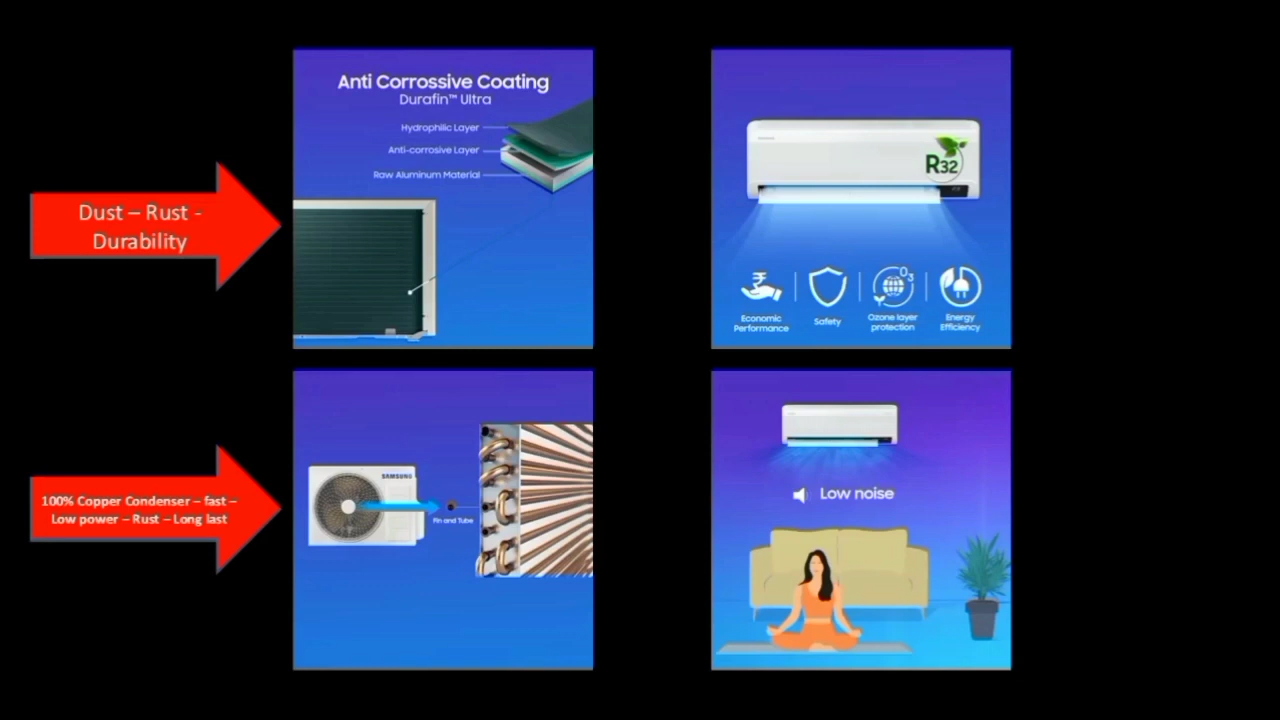 Dust – Rust -
Durability
Anti Corrossive Coating
Durafin™ Ultra
Hydrophilic Layer
Anti-corrosive Layer
Raw Aluminum Material
R32
O3
₹
Economic
Performance
Safety
Ozone layer
protection
Energy
Efficiency
100% Copper Condenser – fast –
Low power – Rust – Long last
SAMSUNG
Fin and Tube
Low noise